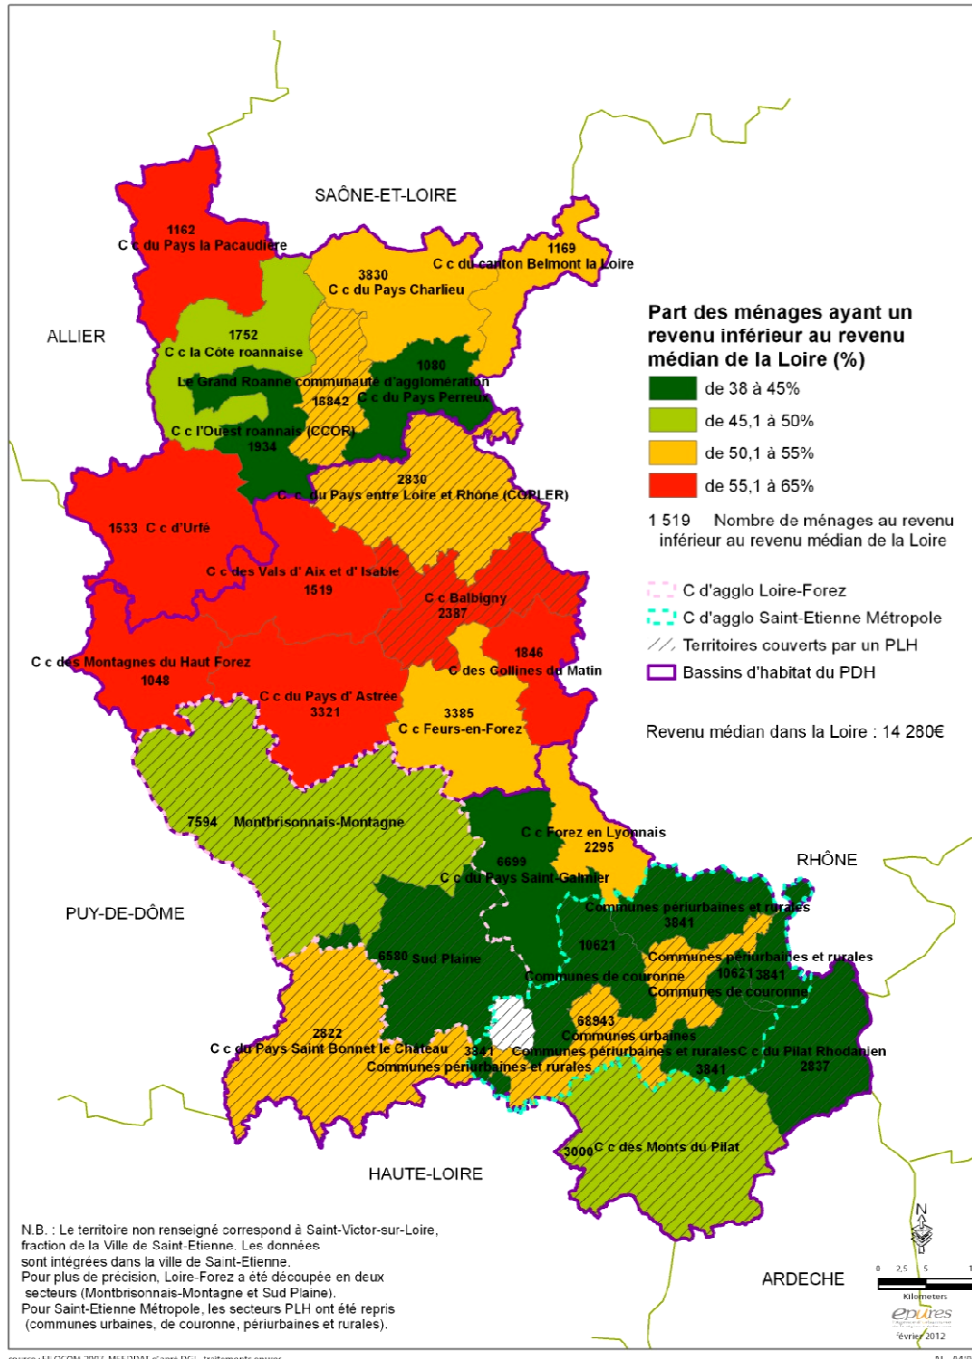 SAÔNE-ET-LOIRE
1162
C c du Pays la Pacaudière
1169
C c du canton Belmont la Loire
3830
C c du Pays Charlieu
ALLIER
1752
C c la Côte roannaise
Le Grand Roanne communauté d'agglomération
1080
C c du Pays Perreux
16842
C c l'Ouest roannais (CCOR)
1934
2830
C c du Pays entre Loire et Rhône (COPLER)
1533 C c d'Urfé
C c des Vals d' Aix et d' Isable
1519
C c Balbigny
2387
C c des Montagnes du Haut Forez
1048
1846
C des Collines du Matin
C c du Pays d' Astrée
3321
3385
C c Feurs-en-Forez
7594 Montbrisonnais-Montagne
C c Forez en Lyonnais
2295
6699
C c du Pays Saint-Galmier
RHÔNE
PUY-DE-DÔME
Communes périurbaines et rurales
3841
6580 Sud Plaine
10621
Communes de couronne
Communes périurbaines et rurales
10621 3841
Communes de couronne
68943
Communes urbaines
2822
C c du Pays Saint Bonnet le Château
3841
Communes périurbaines et rurales
Communes périurbaines et rurales
3841
C c du Pilat Rhodanien
2837
3000 C c des Monts du Pilat
HAUTE-LOIRE
ARDECHE
Part des ménages ayant un
revenu inférieur au revenu
médian de la Loire (%)
de 38 à 45%
de 45,1 à 50%
de 50,1 à 55%
de 55,1 à 65%
1 519 Nombre de ménages au revenu
inférieur au revenu médian de la Loire
C d'agglo Loire-Forez
C d'agglo Saint-Etienne Métropole
Territoires couverts par un PLH
Bassins d'habitat du PDH
Revenu médian dans la Loire : 14 280€
N.B. : Le territoire non renseigné correspond à Saint-Victor-sur-Loire,
fraction de la Ville de Saint-Etienne. Les données
sont intégrées dans la ville de Saint-Etienne.
Pour plus de précision, Loire-Forez a été découpée en deux
secteurs (Montbrisonnais-Montagne et Sud Plaine).
Pour Saint-Etienne Métropole, les secteurs PLH ont été repris
(communes urbaines, de couronne, périurbaines et rurales).
N
0 2,5 5
Kilometers
epures
février 2012